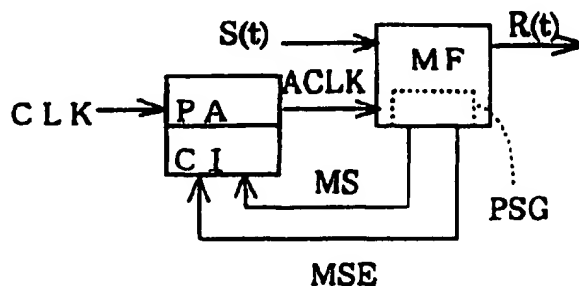 S(t)
R(t)
MF
ACLK
CLK
PA
CI
MS
PSG
MSE